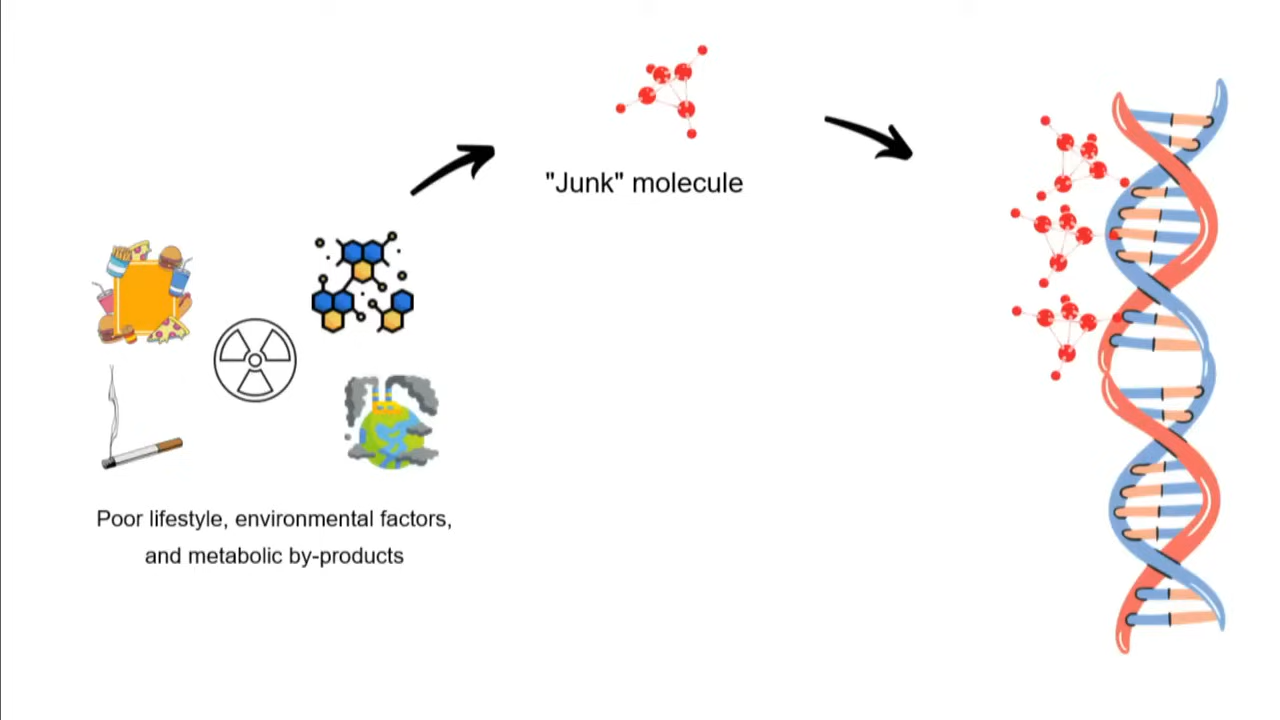 "Junk" molecule
Poor lifestyle, environmental factors,
and metabolic by-products